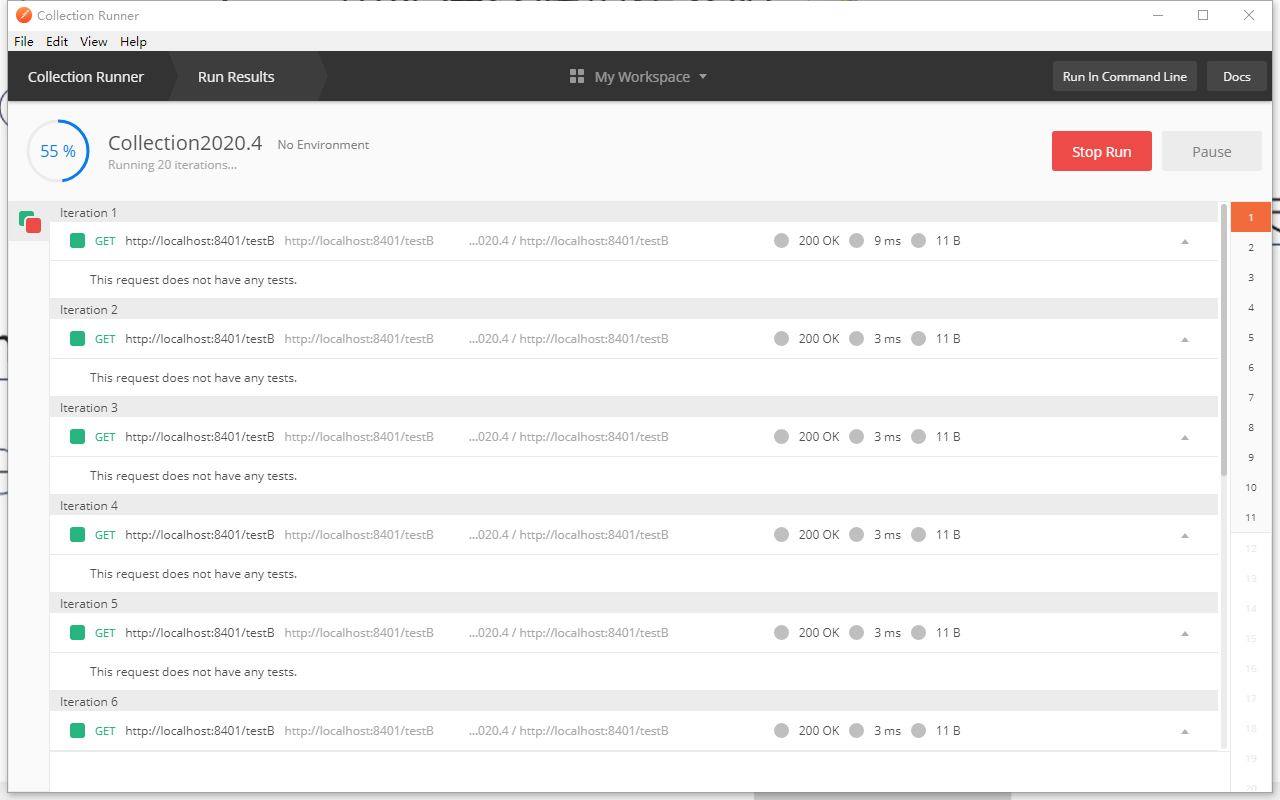 Collection Runner
File Edit View Help
Collection Runner Run Results My Workspace Run In Command Line Docs
55 % Collection2020.4 No Environment Stop Run Pause
Running 20 iterations...
Iteration 1
GET http://localhost:8401/testB http://localhost:8401/testB ...020.4 / http://localhost:8401/testB 200 OK 9 ms 11 B
This request does not have any tests.
Iteration 2
GET http://localhost:8401/testB http://localhost:8401/testB ...020.4 / http://localhost:8401/testB 200 OK 3 ms 11 B
This request does not have any tests.
Iteration 3
GET http://localhost:8401/testB http://localhost:8401/testB ...020.4 / http://localhost:8401/testB 200 OK 3 ms 11 B
This request does not have any tests.
Iteration 4
GET http://localhost:8401/testB http://localhost:8401/testB ...020.4 / http://localhost:8401/testB 200 OK 3 ms 11 B
This request does not have any tests.
Iteration 5
GET http://localhost:8401/testB http://localhost:8401/testB ...020.4 / http://localhost:8401/testB 200 OK 3 ms 11 B
This request does not have any tests.
Iteration 6
GET http://localhost:8401/testB http://localhost:8401/testB ...020.4 / http://localhost:8401/testB 200 OK 3 ms 11 B
1
2
3
4
5
6
7
8
9
10
11
12
13
14
15
16
17
18
19
20